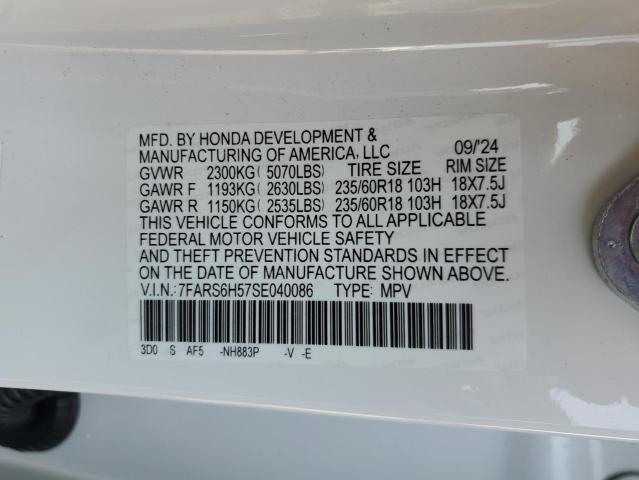 MFD. BY HONDA DEVELOPMENT & 09/'24
MANUFACTURING OF AMERICA, LLC
GVWR 2300KG( 5070LBS) TIRE SIZE RIM SIZE
GAWR F 1193KG( 2630LBS) 235/60R18 103H 18X7.5J
GAWR R 1150KG( 2535LBS) 235/60R18 103H 18X7.5J
THIS VEHICLE CONFORMS TO ALL APPLICABLE
FEDERAL MOTOR VEHICLE SAFETY
AND THEFT PREVENTION STANDARDS IN EFFECT
ON THE DATE OF MANUFACTURE SHOWN ABOVE.
V.I.N.: 7FARS6H57SE040086 TYPE: MPV
3D0 S AF5 -NH883P -V -E